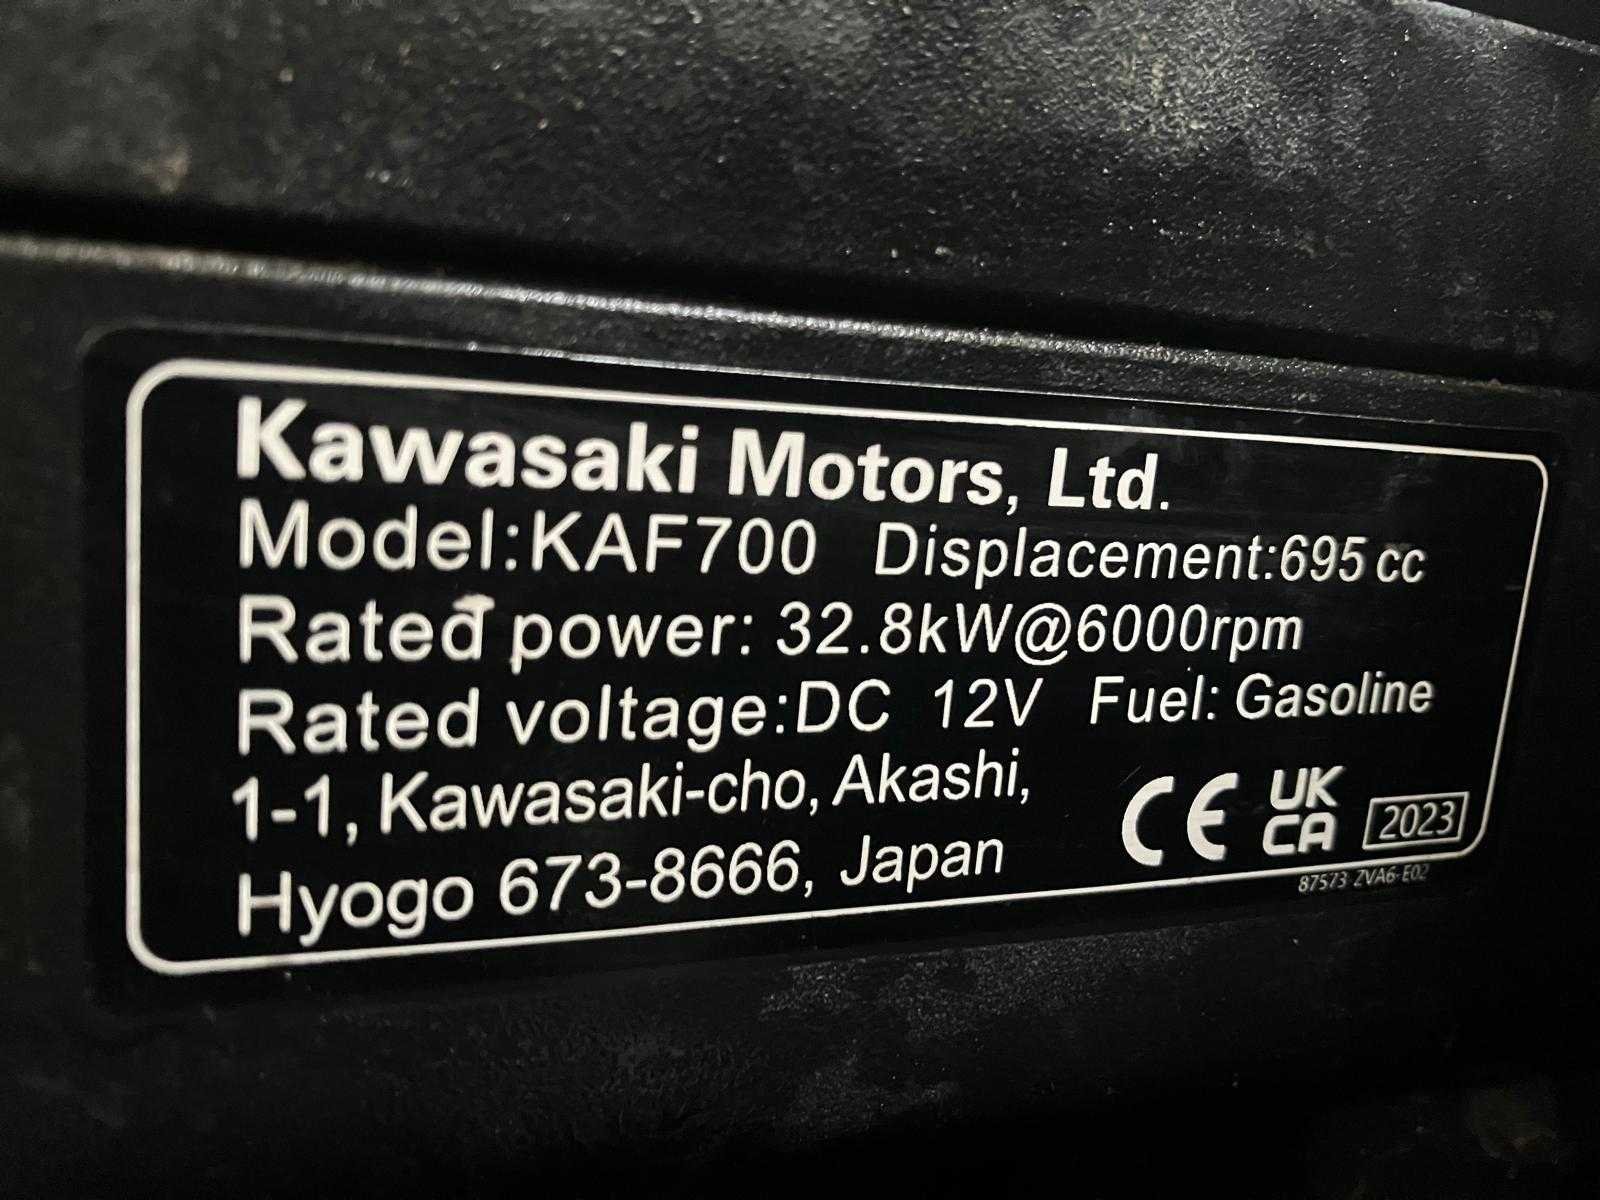 Kawasaki Motors, Ltd.
Model:KAF700 Displacement:695 cc
Rated power: 32.8kW@6000rpm
Rated voltage:DC 12V Fuel: Gasoline
1-1, Kawasaki-cho, Akashi,
Hyogo 673-8666, Japan
CE UK CA 2023
87573 ZVA6-E02